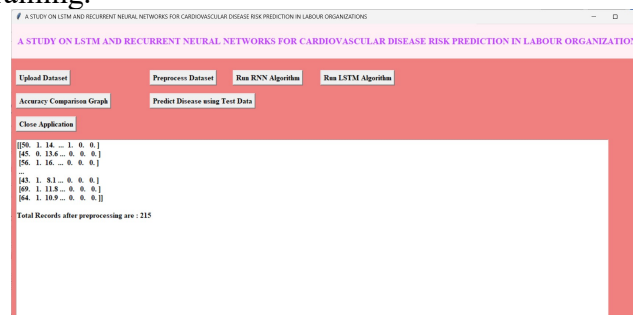 raining.
A STUDY ON LSTM AND RECURRENT NEURAL NETWORKS FOR CARDIOVASCULAR DISEASE RISK PREDICTION IN LABOUR ORGANIZATIONS
A STUDY ON LSTM AND RECURRENT NEURAL NETWORKS FOR CARDIOVASCULAR DISEASE RISK PREDICTION IN LABOUR ORGANIZATION
Upload Dataset Preprocess Dataset Run RNN Algorithm Run LSTM Algorithm
Accuracy Comparison Graph Predict Disease using Test Data
Close Application
[[50. 1. 14. ... 1. 0. 0.]
[45. 0. 13.6 ... 0. 0. 0.]
[56. 1. 16. ... 0. 0. 0.]
...
[43. 1. 8.1 ... 0. 0. 0.]
[69. 1. 11.8 ... 0. 0. 0.]
[64. 1. 10.9 ... 0. 0. 0.]]
Total Records after preprocessing are : 215